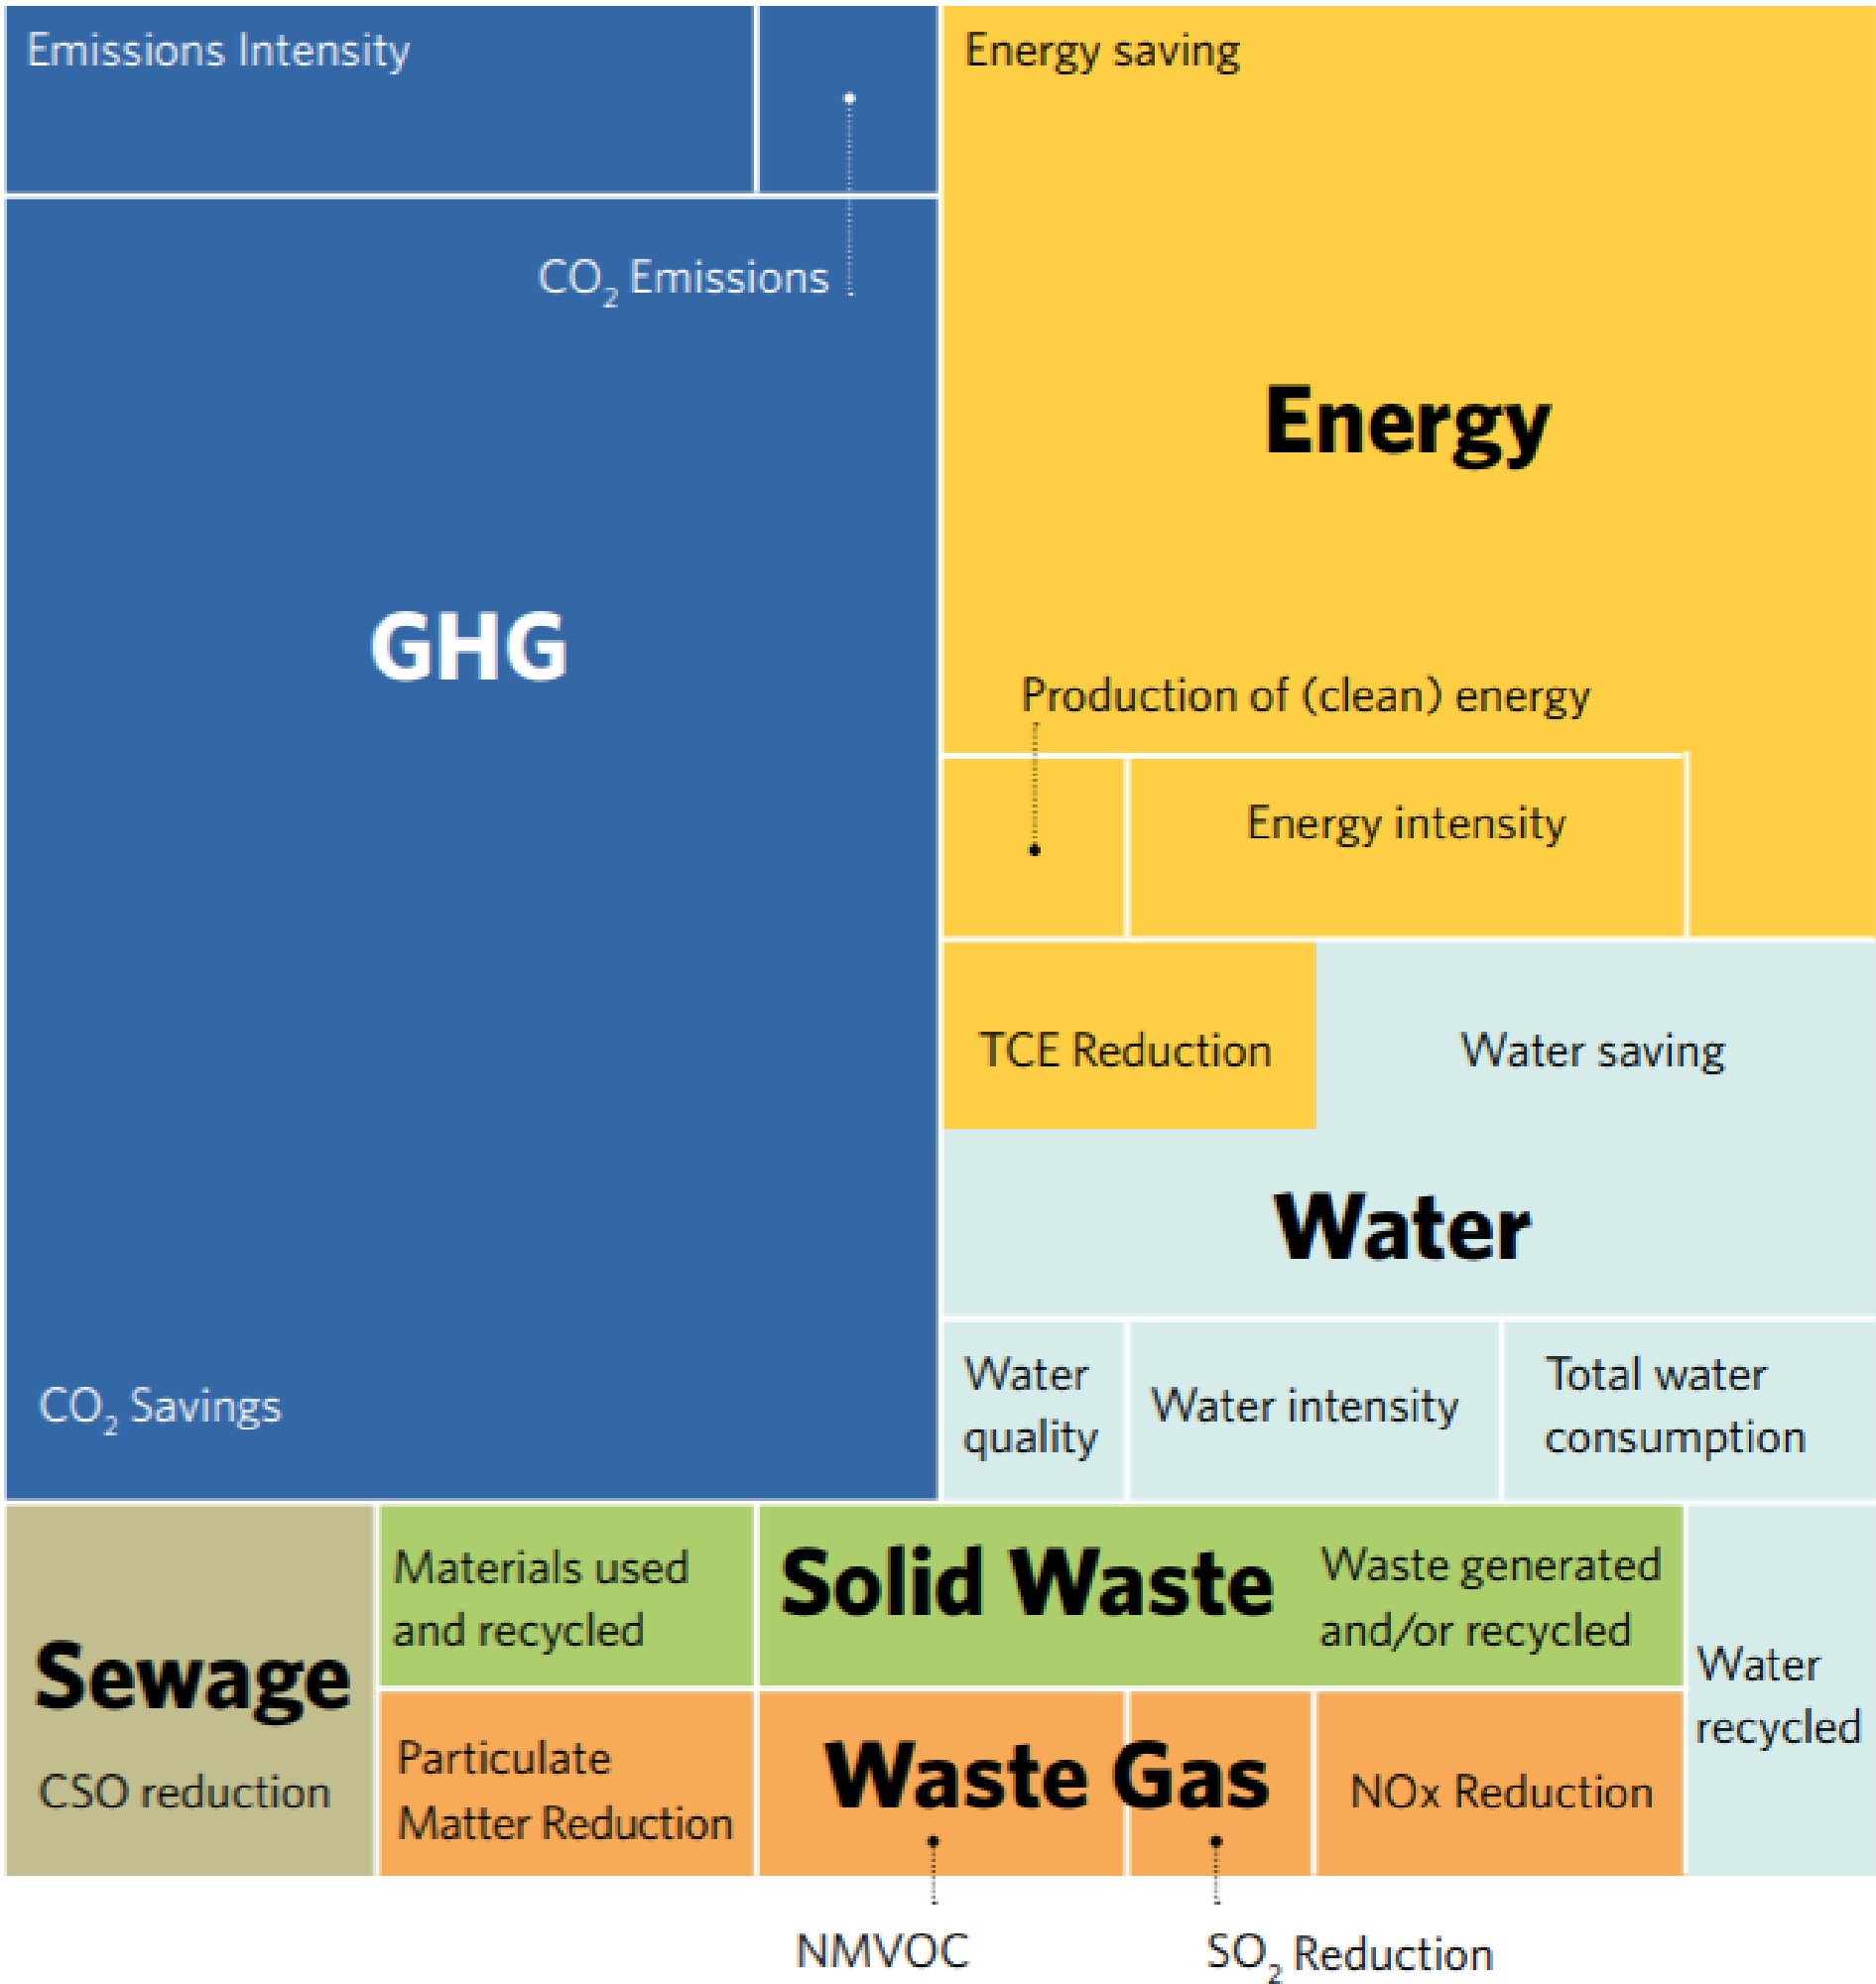 Emissions Intensity
Energy saving
CO₂ Emissions
Energy
GHG
Production of (clean) energy
Energy intensity
TCE Reduction
Water saving
Water
CO₂ Savings
Water
quality
Water intensity
Total water
consumption
Sewage
CSO reduction
Materials used
and recycled
Solid Waste
Waste generated
and/or recycled
Water
recycled
Particulate
Matter Reduction
Waste Gas
NOx Reduction
NMVOC
SO₂ Reduction